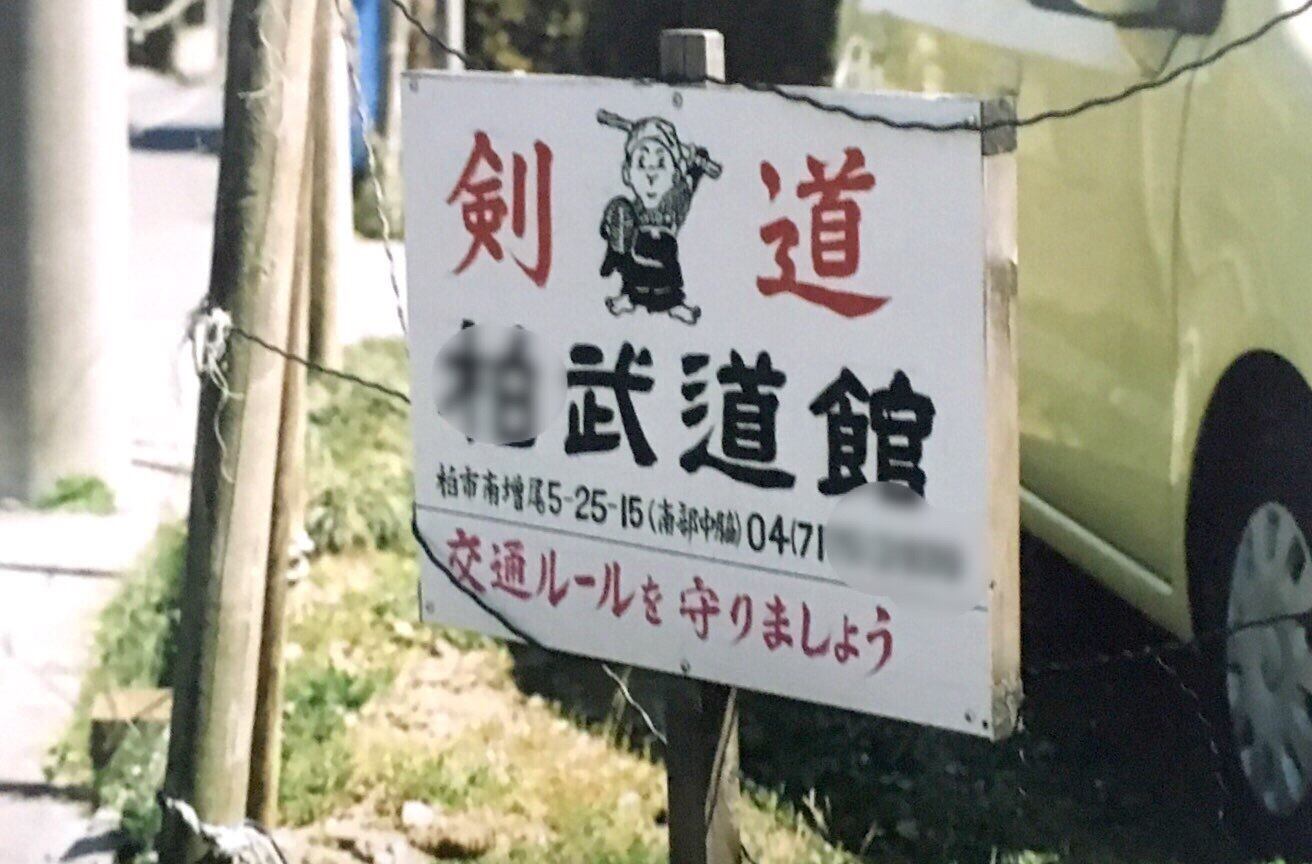 剣道
武道館
柏市南増尾5-25-15(南部中脇)04(71
交通ルールを守りましょう